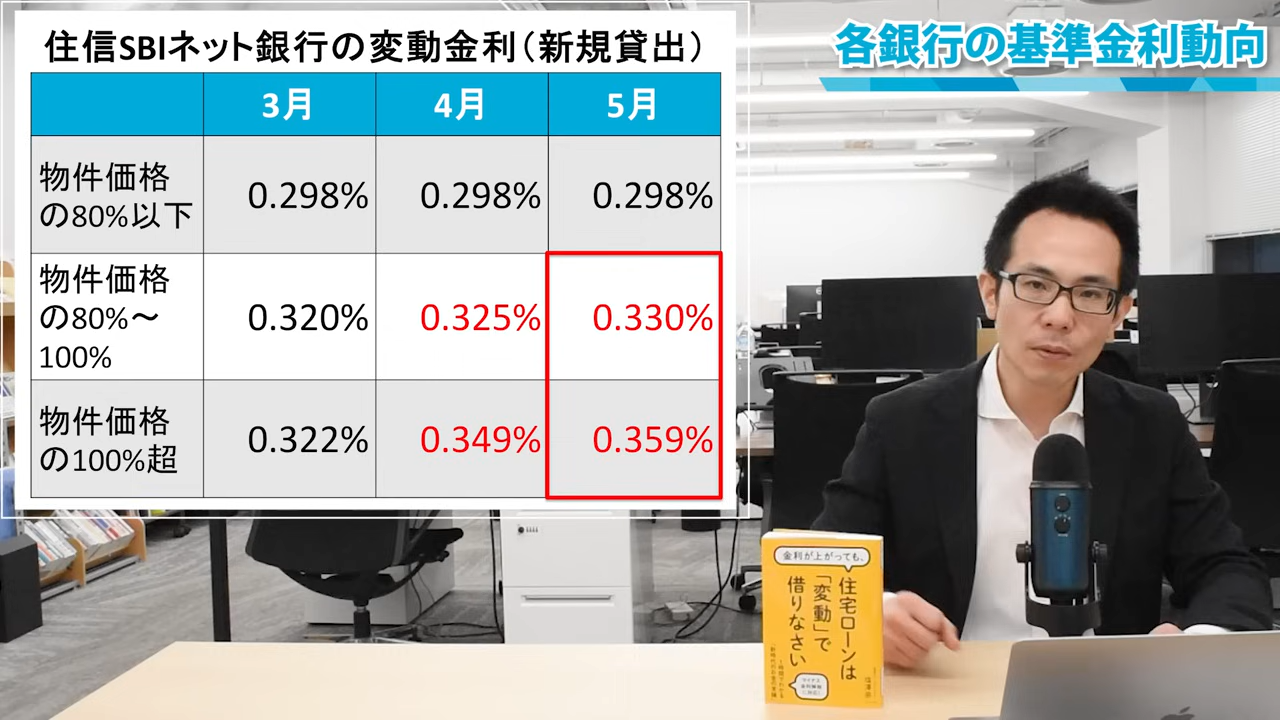 住信SBIネット銀行の変動金利（新規貸出）
各銀行の基準金利動向
3月 4月 5月
物件価格
の80%以下
0.298% 0.298% 0.298%
物件価格
の80%～
100%
0.320% 0.325% 0.330%
物件価格
の100%超
0.322% 0.349% 0.359%
金利が上がっても、
住宅ローンは
「変動」で
借りなさい